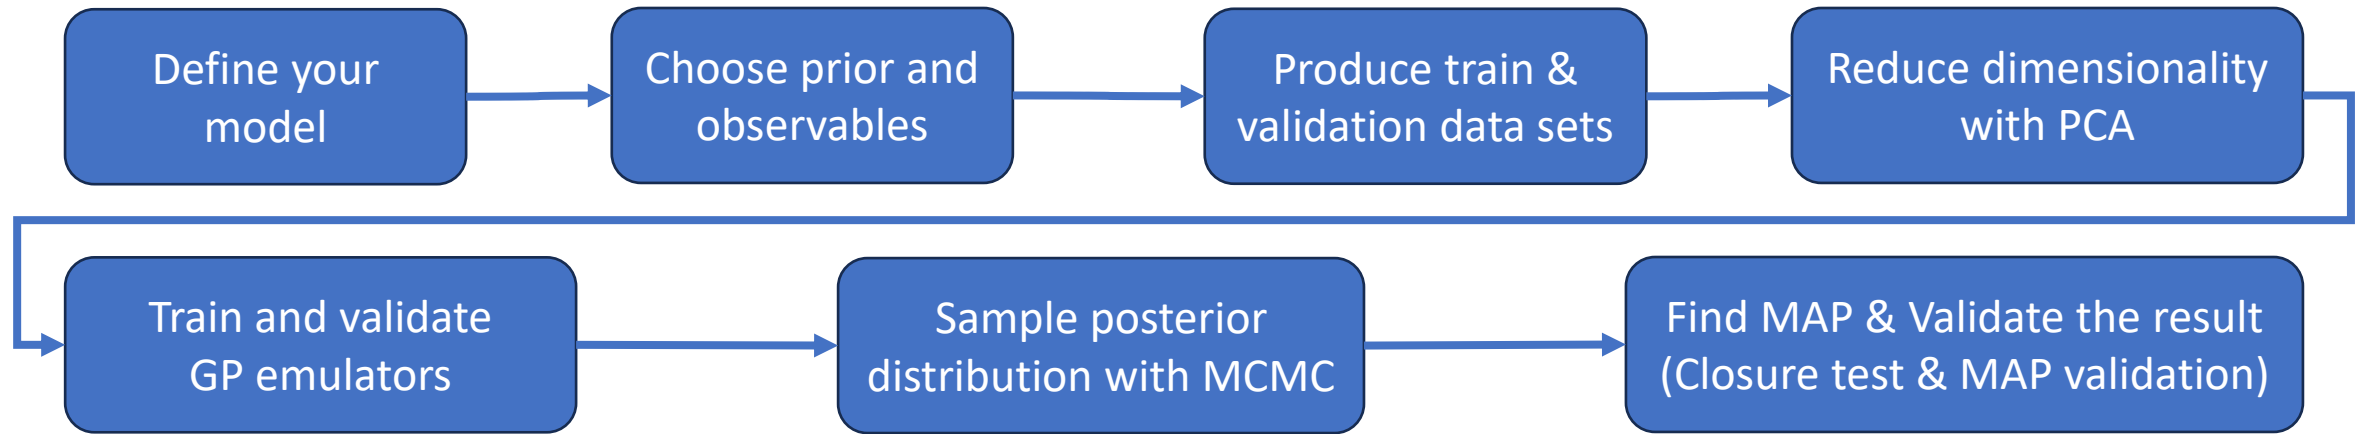 Define your
model
Choose prior and
observables
Produce train &
validation data sets
Reduce dimensionality
with PCA
Train and validate
GP emulators
Sample posterior
distribution with MCMC
Find MAP & Validate the result
(Closure test & MAP validation)